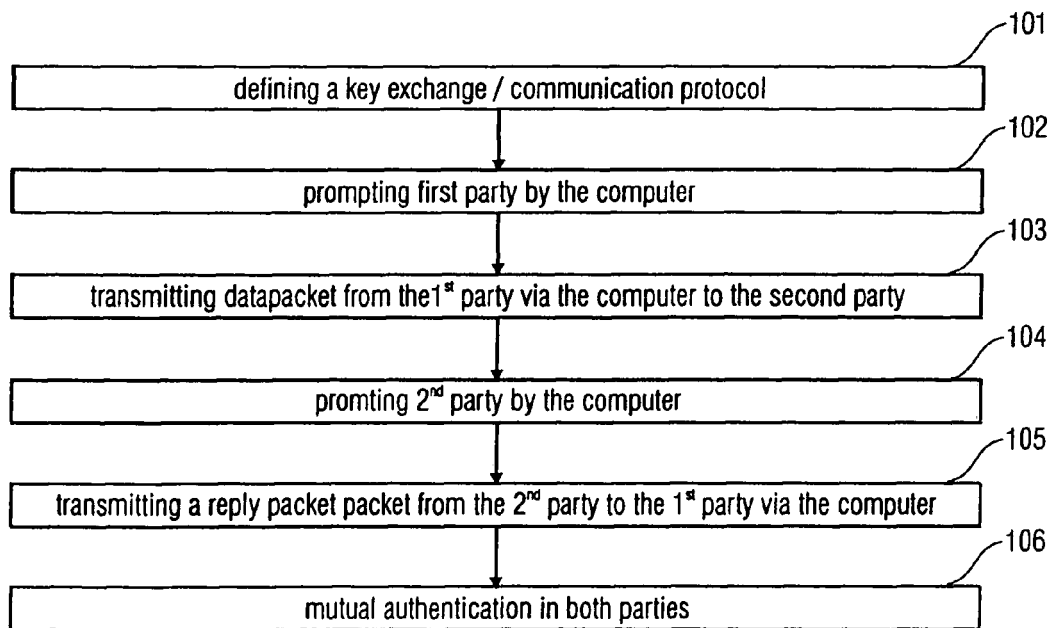 101
defining a key exchange / communication protocol
102
prompting first party by the computer
103
transmitting datapacket from the1st party via the computer to the second party
104
promting 2nd party by the computer
105
transmitting a reply packet packet from the 2nd party to the 1st party via the computer
106
mutual authentication in both parties